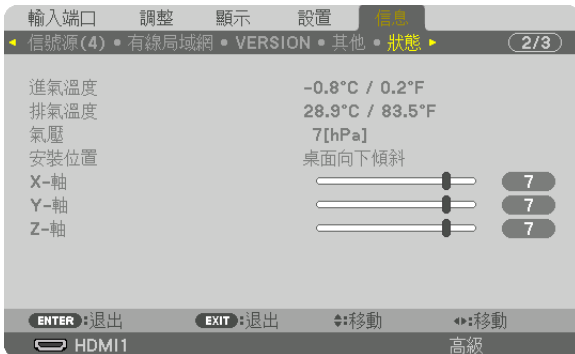 輸入端口 調整 顯示 設置 信息
信號源(4) • 有線局域網 • VERSION • 其他 • 狀態 2/3
進氣溫度 -0.8°C / 0.2°F
排氣溫度 28.9°C / 83.5°F
氣壓 7[hPa]
安裝位置 桌面向下傾斜
X-軸 7
Y-軸 7
Z-軸 7
ENTER:退出 EXIT:退出 :移動 :移動
HDMI1 高級